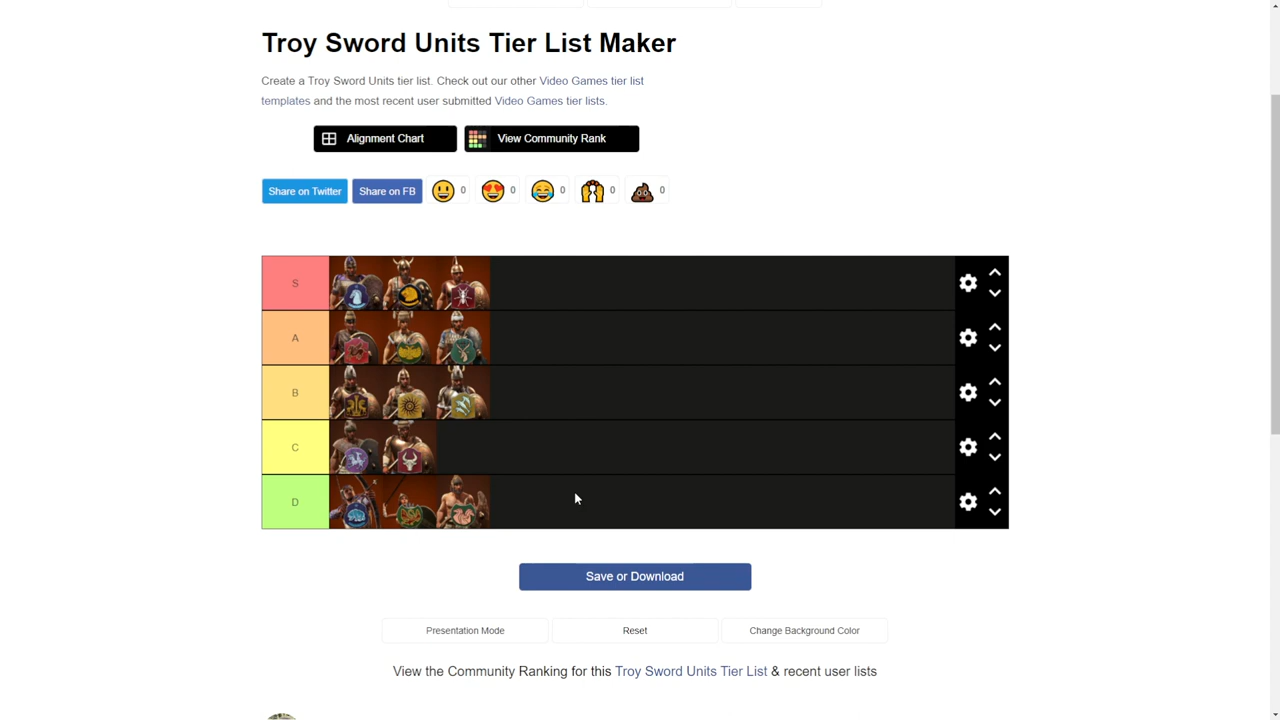 Troy Sword Units Tier List Maker
Create a Troy Sword Units tier list. Check out our other Video Games tier list
templates and the most recent user submitted Video Games tier lists.
Alignment Chart
View Community Rank
Share on Twitter
Share on FB
0
0
0
0
0
S
A
B
C
D
Save or Download
Presentation Mode
Reset
Change Background Color
View the Community Ranking for this Troy Sword Units Tier List & recent user lists